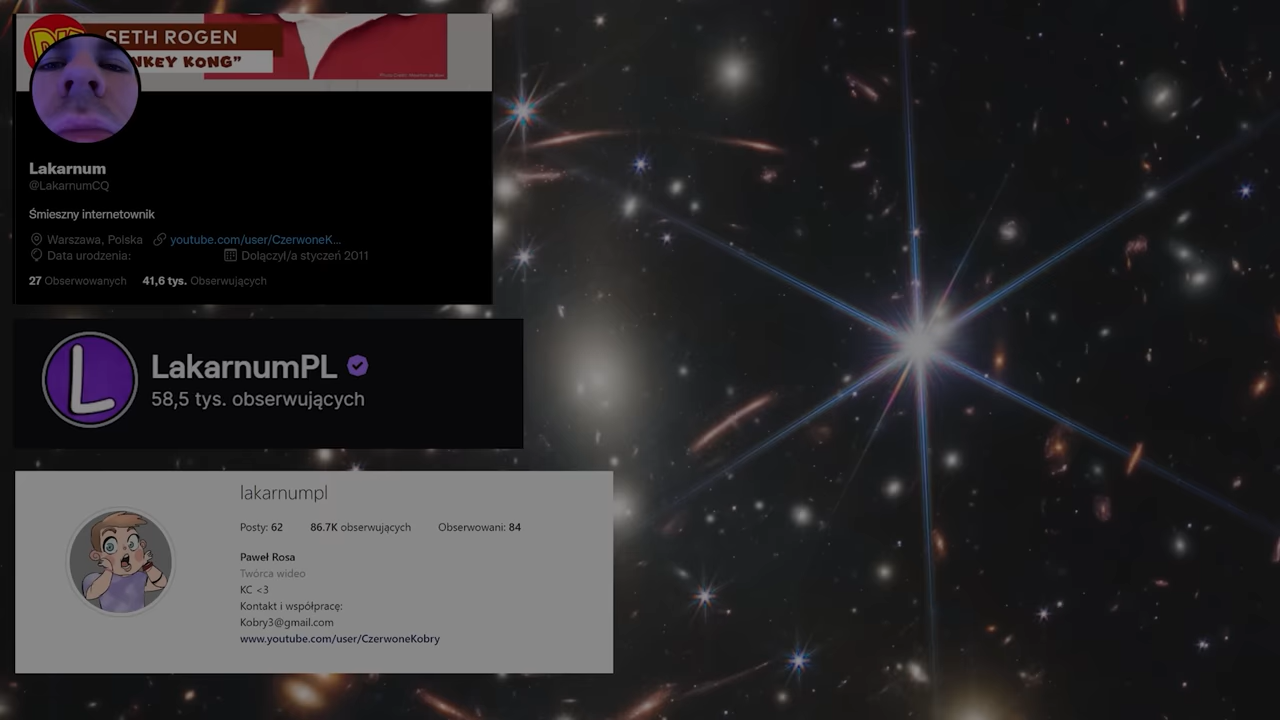 SETH ROGEN
NKEY KONG”
Lakarnum
@LakarnumCQ
Śmieszny internetownik
Warszawa, Polska youtube.com/user/CzerwoneK...
Data urodzenia: Dołączył/a styczeń 2011
27 Obserwowanych 41,6 tys. Obserwujących
L
LakarnumPL
58,5 tys. obserwujących
lakarnumpl
Posty: 62 86.7K obserwujących Obserwowani: 84
Paweł Rosa
Twórca wideo
KC <3
Kontakt i współpracę:
Kobry3@gmail.com
www.youtube.com/user/CzerwoneKobry